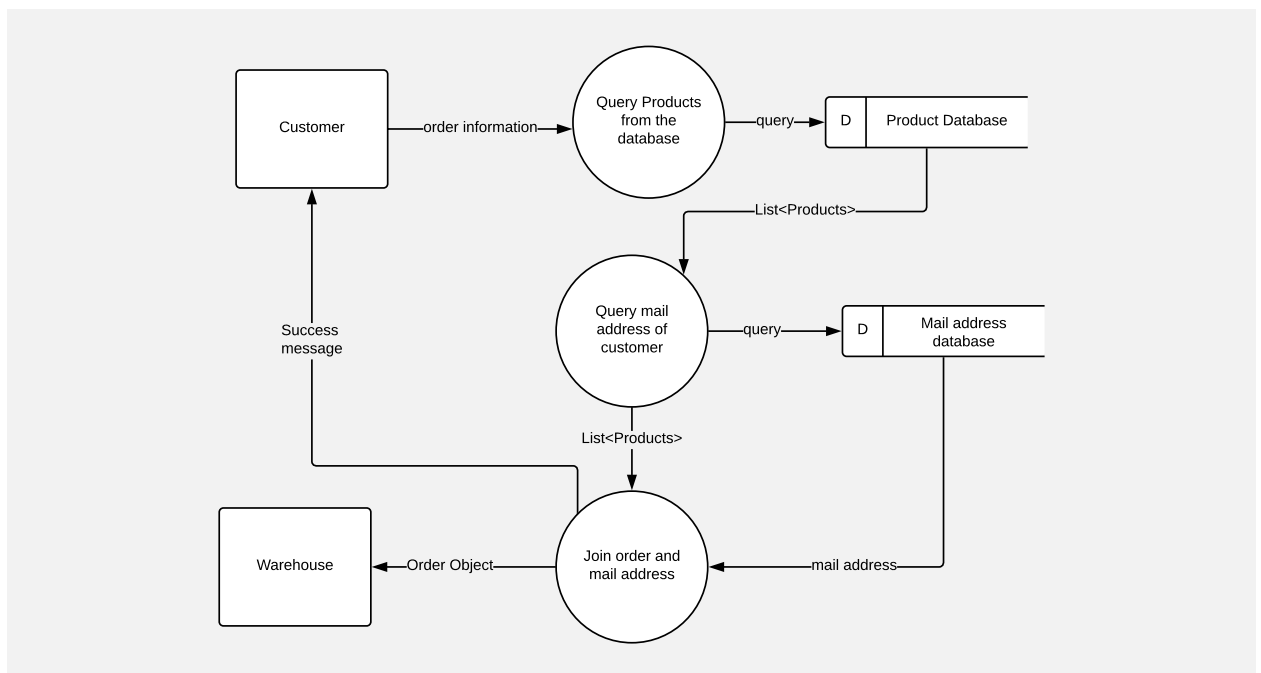 Customer
order information
Query Products
from the
database
query
D
Product Database
List<Products>
Query mail
address of
customer
query
D
Mail address
database
Success
message
List<Products>
Warehouse
Order Object
Join order and
mail address
mail address